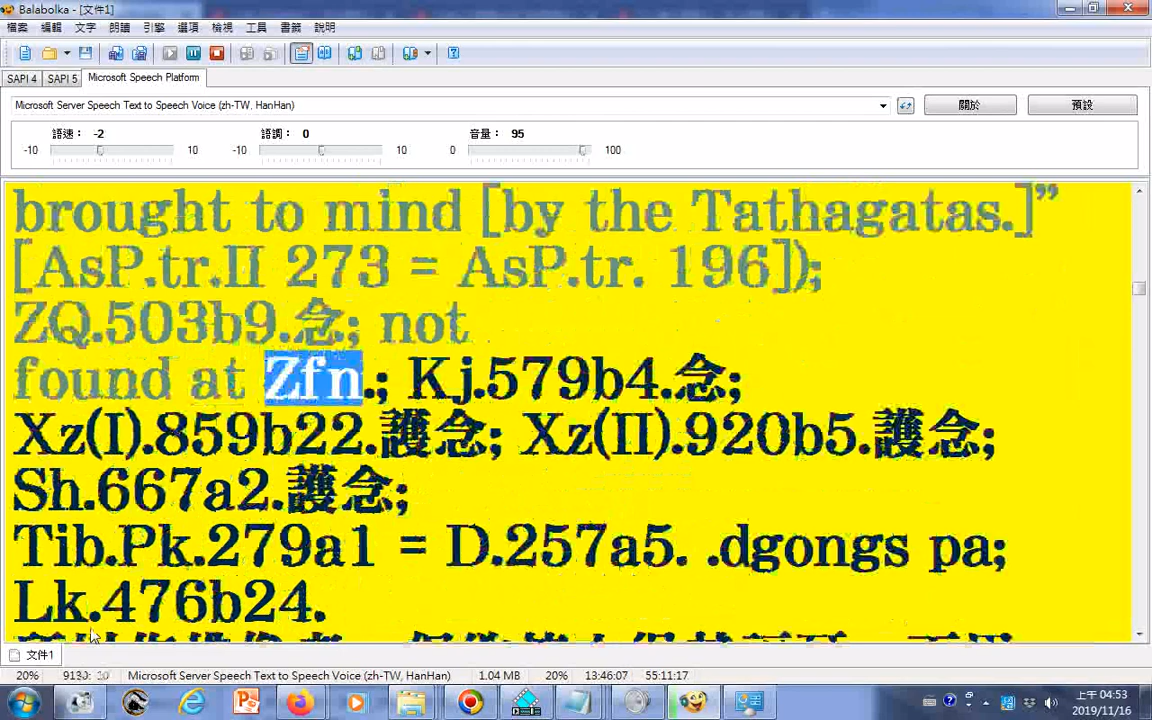 Balabolka - [文件1]
檔案 編輯 文字 朗讀 引擎 選項 檢視 工具 書籤 說明
SAPI 4 SAPI 5 Microsoft Speech Platform
Microsoft Server Speech Text to Speech Voice (zh-TW, HanHan) 關於 預設
語速： -2 語調： 0 音量： 95
-10 10 -10 10 0 100
brought to mind [by the Tathagatas.]”
[AsP.tr.II 273 = AsP.tr. 196]);
ZQ.503b9.念; not
found at Zfn.; Kj.579b4.念;
Xz(I).859b22.護念; Xz(II).920b5.護念;
Sh.667a2.護念;
Tib.Pk.279a1 = D.257a5. .dgongs pa;
Lk.476b24.
文件1
20% Microsoft Server Speech Text to Speech Voice (zh-TW, HanHan) 1.04 MB 20% 13:46:07 55:11:17
上午 04:53
2019/11/16